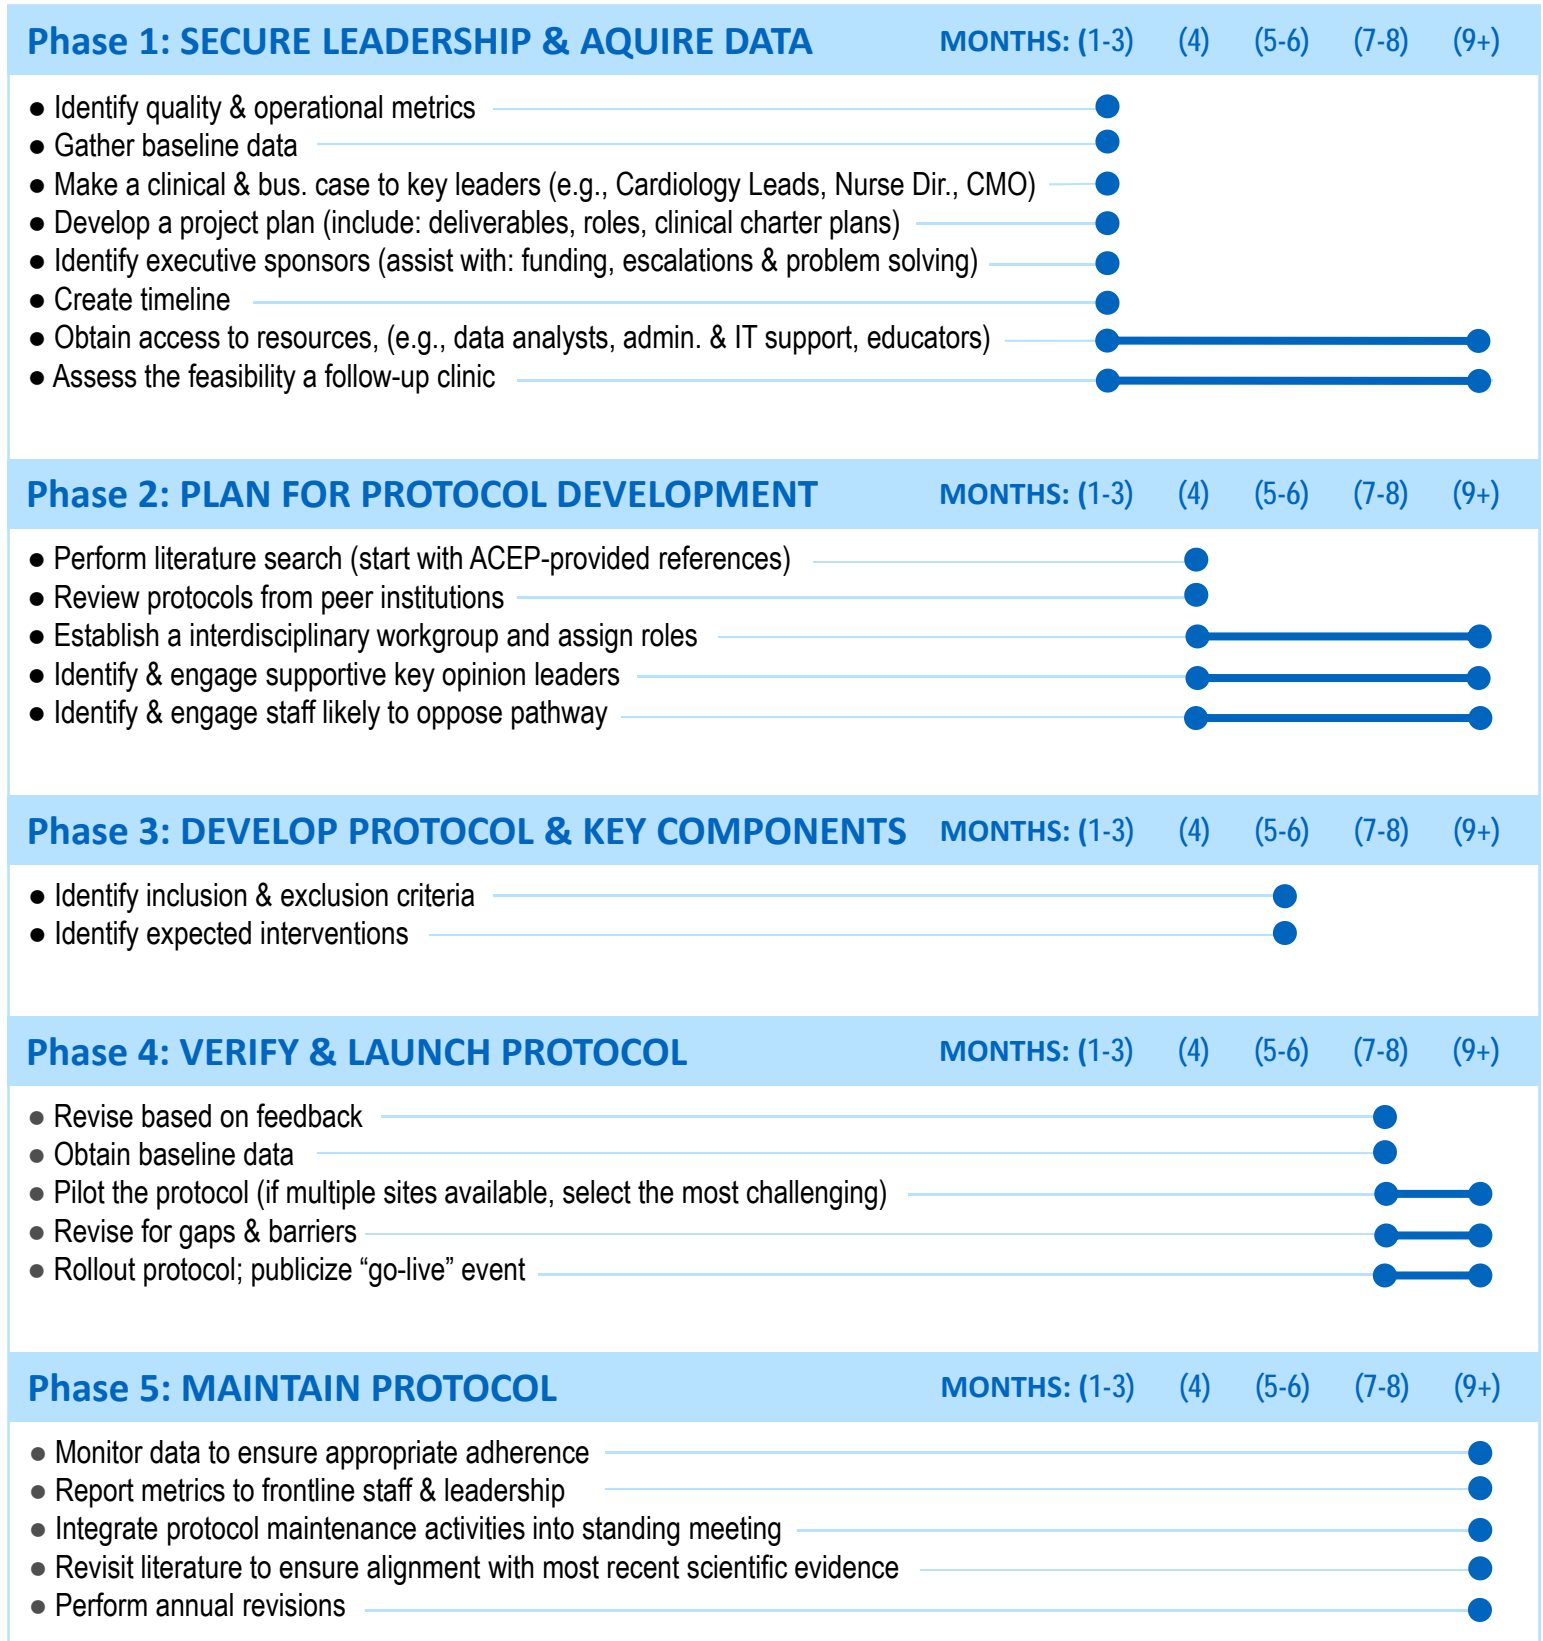 Phase 1: SECURE LEADERSHIP & AQUIRE DATA MONTHS: (1-3) (4) (5-6) (7-8) (9+)
● Identify quality & operational metrics
● Gather baseline data
● Make a clinical & bus. case to key leaders (e.g., Cardiology Leads, Nurse Dir., CMO)
● Develop a project plan (include: deliverables, roles, clinical charter plans)
● Identify executive sponsors (assist with: funding, escalations & problem solving)
● Create timeline
● Obtain access to resources, (e.g., data analysts, admin. & IT support, educators)
● Assess the feasibility a follow-up clinic
Phase 2: PLAN FOR PROTOCOL DEVELOPMENT MONTHS: (1-3) (4) (5-6) (7-8) (9+)
● Perform literature search (start with ACEP-provided references)
● Review protocols from peer institutions
● Establish a interdisciplinary workgroup and assign roles
● Identify & engage supportive key opinion leaders
● Identify & engage staff likely to oppose pathway
Phase 3: DEVELOP PROTOCOL & KEY COMPONENTS MONTHS: (1-3) (4) (5-6) (7-8) (9+)
● Identify inclusion & exclusion criteria
● Identify expected interventions
Phase 4: VERIFY & LAUNCH PROTOCOL MONTHS: (1-3) (4) (5-6) (7-8) (9+)
● Revise based on feedback
● Obtain baseline data
● Pilot the protocol (if multiple sites available, select the most challenging)
● Revise for gaps & barriers
● Rollout protocol; publicize “go-live” event
Phase 5: MAINTAIN PROTOCOL MONTHS: (1-3) (4) (5-6) (7-8) (9+)
● Monitor data to ensure appropriate adherence
● Report metrics to frontline staff & leadership
● Integrate protocol maintenance activities into standing meeting
● Revisit literature to ensure alignment with most recent scientific evidence
● Perform annual revisions